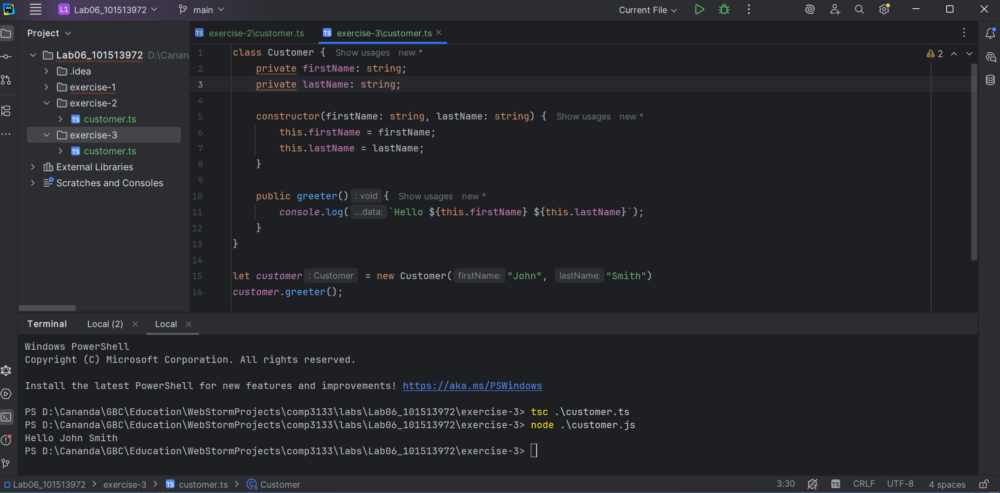 WS L1 Lab06_101513972 main Current File
Project
Lab06_101513972 D:\Canan
.idea
exercise-1
exercise-2
TS customer.ts
exercise-3
TS customer.ts
External Libraries
Scratches and Consoles
TS exercise-2\customer.ts TS exercise-3\customer.ts
2
1 class Customer { Show usages new *
2 private firstName: string;
3 private lastName: string;
4
5 constructor(firstName: string, lastName: string) { Show usages new *
6 this.firstName = firstName;
7 this.lastName = lastName;
8 }
9
10 public greeter() : void { Show usages new *
11 console.log( ...data: `Hello ${this.firstName} ${this.lastName}`);
12 }
13 }
14
15 let customer : Customer = new Customer( firstName: "John", lastName: "Smith")
16 customer.greeter();
Terminal Local (2) Local
Windows PowerShell
Copyright (C) Microsoft Corporation. All rights reserved.
Install the latest PowerShell for new features and improvements! https://aka.ms/PSWindows
PS D:\Cananda\GBC\Education\WebStormProjects\comp3133\labs\Lab06_101513972\exercise-3> tsc .\customer.ts
PS D:\Cananda\GBC\Education\WebStormProjects\comp3133\labs\Lab06_101513972\exercise-3> node .\customer.js
Hello John Smith
PS D:\Cananda\GBC\Education\WebStormProjects\comp3133\labs\Lab06_101513972\exercise-3>
Lab06_101513972 > exercise-3 > TS customer.ts > Customer 3:30 TS CRLF UTF-8 4 spaces